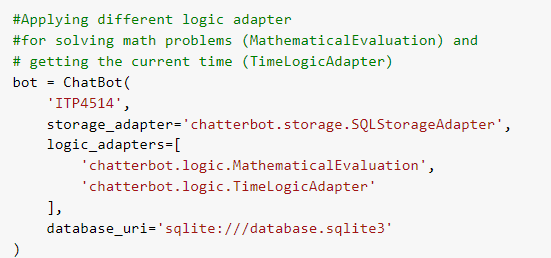 #Applying different logic adapter
#for solving math problems (MathematicalEvaluation) and
# getting the current time (TimeLogicAdapter)
bot = ChatBot(
    'ITP4514',
    storage_adapter='chatterbot.storage.SQLStorageAdapter',
    logic_adapters=[
        'chatterbot.logic.MathematicalEvaluation',
        'chatterbot.logic.TimeLogicAdapter'
    ],
    database_uri='sqlite:///database.sqlite3'
)